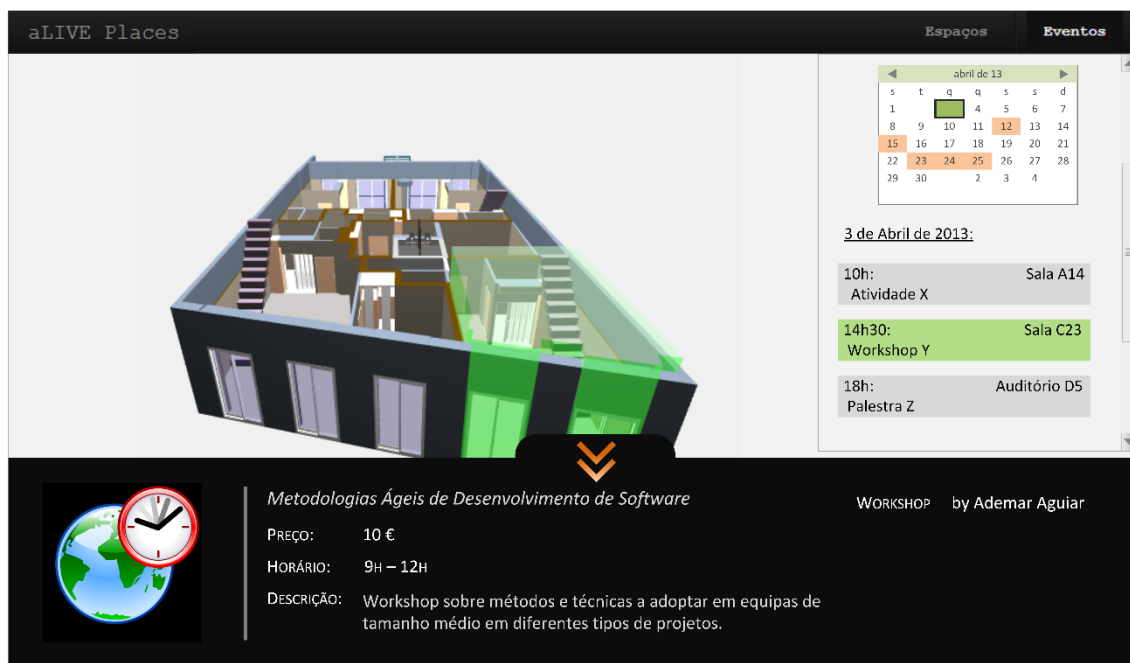 aLIVE Places
Espaços Eventos
abril de 13
s t q q s s d
1 4 5 6 7
8 9 10 11 12 13 14
15 16 17 18 19 20 21
22 23 24 25 26 27 28
29 30 2 3 4
3 de Abril de 2013:
10h: Sala A14
Atividade X
14h30: Sala C23
Workshop Y
18h: Auditório D5
Palestra Z
Metodologias Ágeis de Desenvolvimento de Software
WORKSHOP by Ademar Aguiar
PREÇO: 10 €
HORÁRIO: 9H – 12H
DESCRIÇÃO: Workshop sobre métodos e técnicas a adoptar em equipas de
tamanho médio em diferentes tipos de projetos.